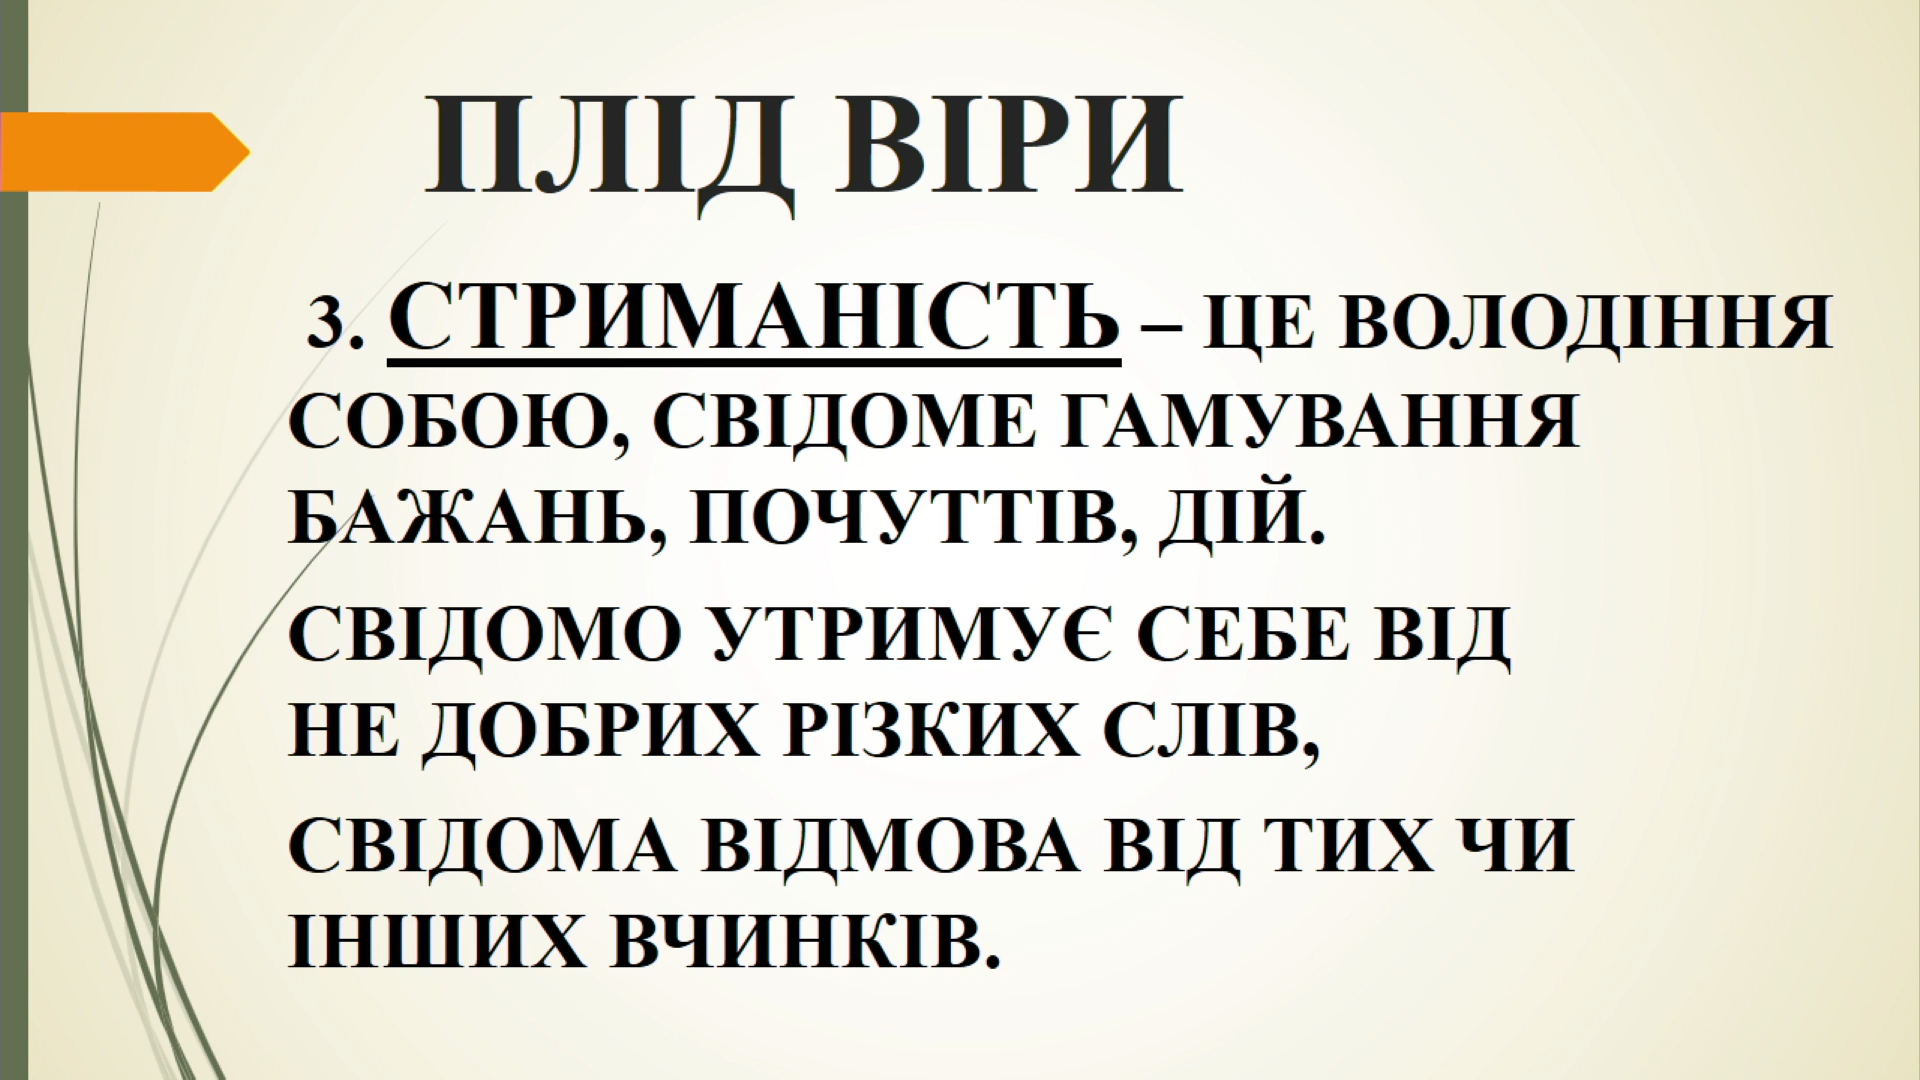 ПЛІД ВІРИ
3. СТРИМАНІСТЬ – ЦЕ ВОЛОДІННЯ
СОБОЮ, СВІДОМЕ ГАМУВАННЯ
БАЖАНЬ, ПОЧУТТІВ, ДІЙ.
СВІДОМО УТРИМУЄ СЕБЕ ВІД
НЕ ДОБРИХ РІЗКИХ СЛІВ,
СВІДОМА ВІДМОВА ВІД ТИХ ЧИ
ІНШИХ ВЧИНКІВ.